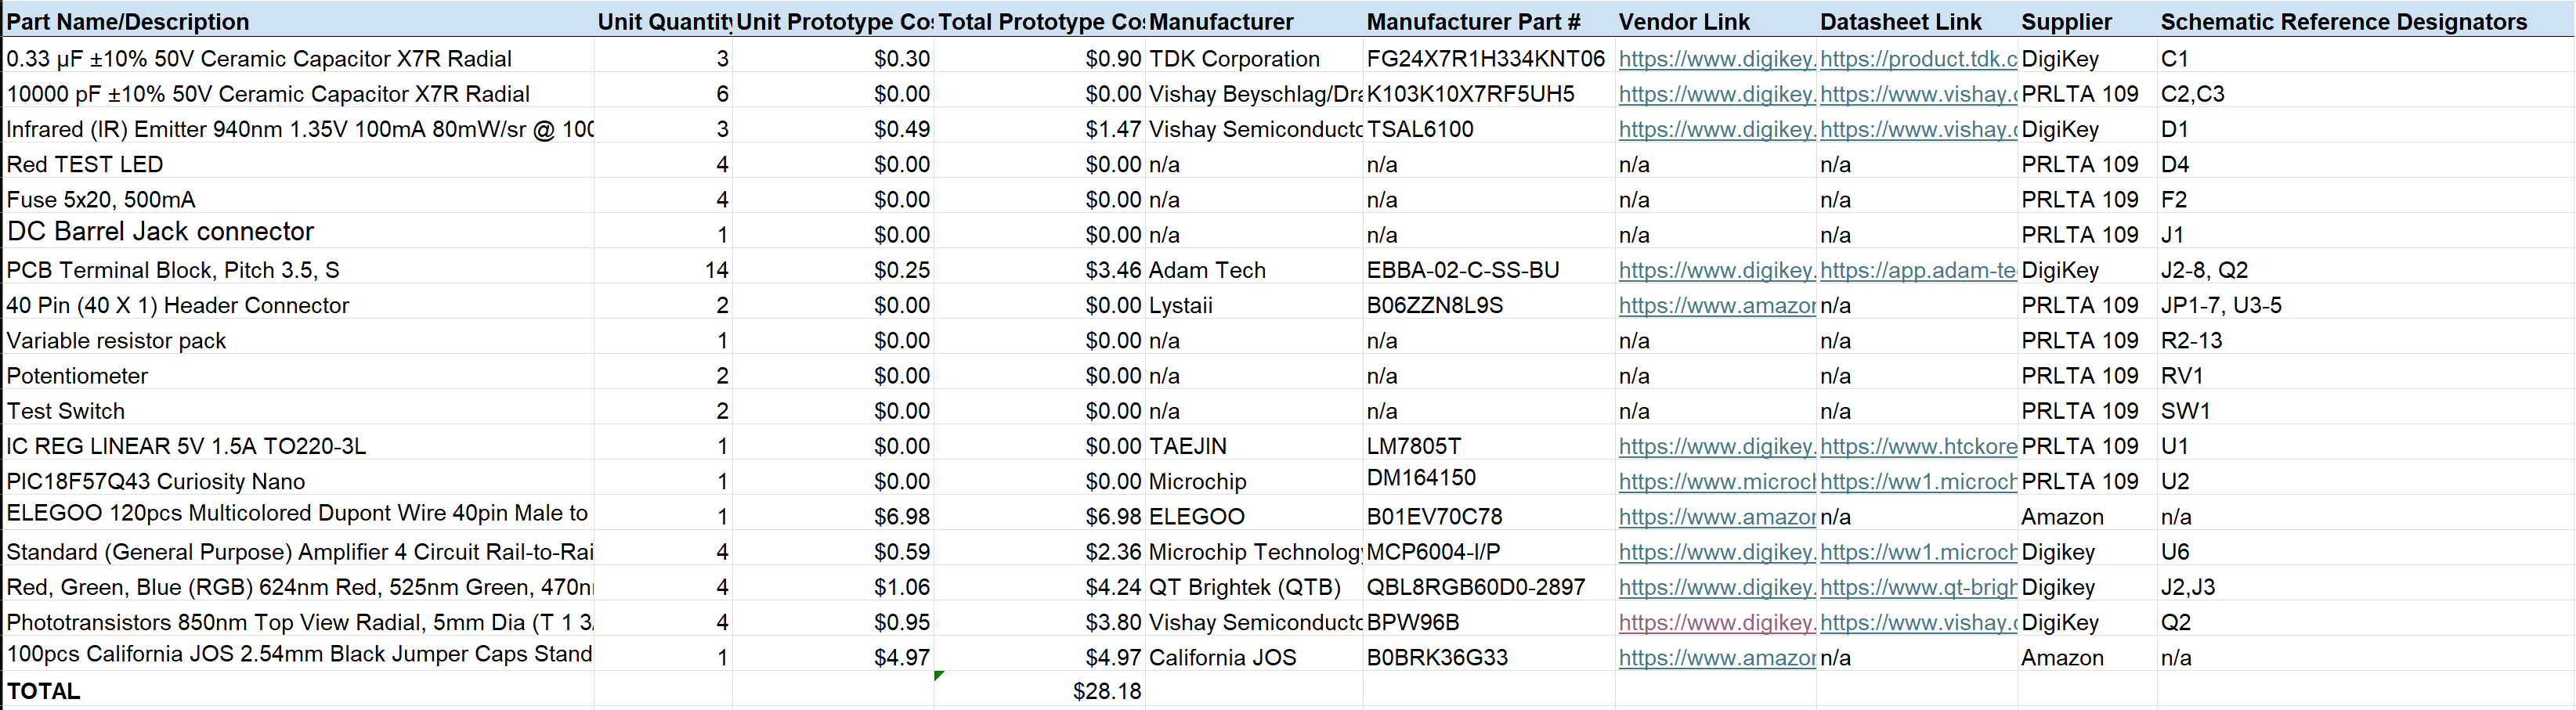 Part Name/Description Unit Quantity Unit Prototype Cos Total Prototype Cos Manufacturer Manufacturer Part # Vendor Link Datasheet Link Supplier Schematic Reference Designators
0.33 µF ±10% 50V Ceramic Capacitor X7R Radial 3 $0.30 $0.90 TDK Corporation FG24X7R1H334KNT06 https://www.digikey. https://product.tdk.c DigiKey C1
10000 pF ±10% 50V Ceramic Capacitor X7R Radial 6 $0.00 $0.00 Vishay Beyschlag/Dra K103K10X7RF5UH5 https://www.digikey. https://www.vishay.c PRLTA 109 C2,C3
Infrared (IR) Emitter 940nm 1.35V 100mA 80mW/sr @ 100 3 $0.49 $1.47 Vishay Semiconducto TSAL6100 https://www.digikey. https://www.vishay.c DigiKey D1
Red TEST LED 4 $0.00 $0.00 n/a n/a n/a n/a PRLTA 109 D4
Fuse 5x20, 500mA 4 $0.00 $0.00 n/a n/a n/a n/a PRLTA 109 F2
DC Barrel Jack connector 1 $0.00 $0.00 n/a n/a n/a n/a PRLTA 109 J1
PCB Terminal Block, Pitch 3.5, S 14 $0.25 $3.46 Adam Tech EBBA-02-C-SS-BU https://www.digikey. https://app.adam-te DigiKey J2-8, Q2
40 Pin (40 X 1) Header Connector 2 $0.00 $0.00 Lystaii B06ZZN8L9S https://www.amazor n/a PRLTA 109 JP1-7, U3-5
Variable resistor pack 1 $0.00 $0.00 n/a n/a n/a n/a PRLTA 109 R2-13
Potentiometer 2 $0.00 $0.00 n/a n/a n/a n/a PRLTA 109 RV1
Test Switch 2 $0.00 $0.00 n/a n/a n/a n/a PRLTA 109 SW1
IC REG LINEAR 5V 1.5A TO220-3L 1 $0.00 $0.00 TAEJIN LM7805T https://www.digikey. https://www.htckore PRLTA 109 U1
PIC18F57Q43 Curiosity Nano 1 $0.00 $0.00 Microchip DM164150 https://www.microch https://ww1.microch PRLTA 109 U2
ELEGOO 120pcs Multicolored Dupont Wire 40pin Male to 1 $6.98 $6.98 ELEGOO B01EV70C78 https://www.amazor n/a Amazon n/a
Standard (General Purpose) Amplifier 4 Circuit Rail-to-Rai 4 $0.59 $2.36 Microchip Technology MCP6004-I/P https://www.digikey. https://ww1.microch Digikey U6
Red, Green, Blue (RGB) 624nm Red, 525nm Green, 470nm 4 $1.06 $4.24 QT Brightek (QTB) QBL8RGB60D0-2897 https://www.digikey. https://www.qt-brigh Digikey J2,J3
Phototransistors 850nm Top View Radial, 5mm Dia (T 1 3/ 4 $0.95 $3.80 Vishay Semiconducto BPW96B https://www.digikey. https://www.vishay.c DigiKey Q2
100pcs California JOS 2.54mm Black Jumper Caps Stand 1 $4.97 $4.97 California JOS B0BRK36G33 https://www.amazor n/a Amazon n/a
TOTAL $28.18